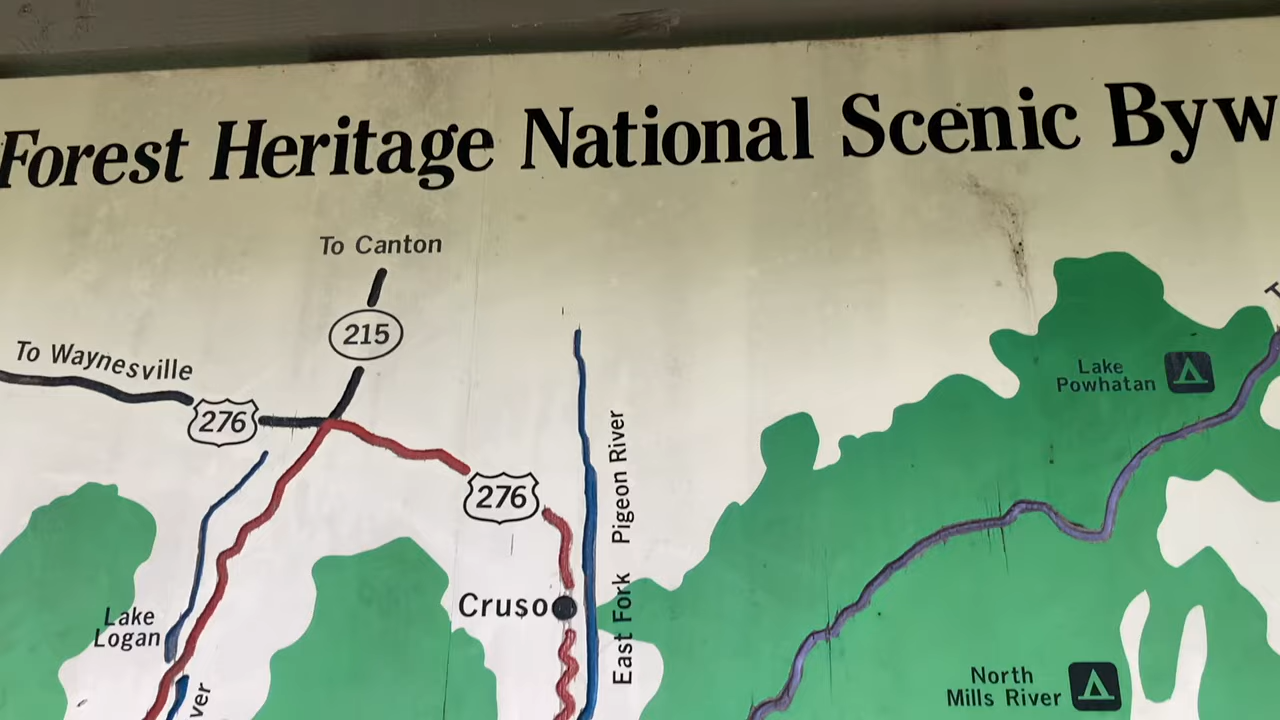 Forest Heritage National Scenic Byw
To Canton
215
To Waynesville
276
276
Lake
Powhatan
East Fork Pigeon River
Cruso
Lake
Logan
North
Mills River
ver